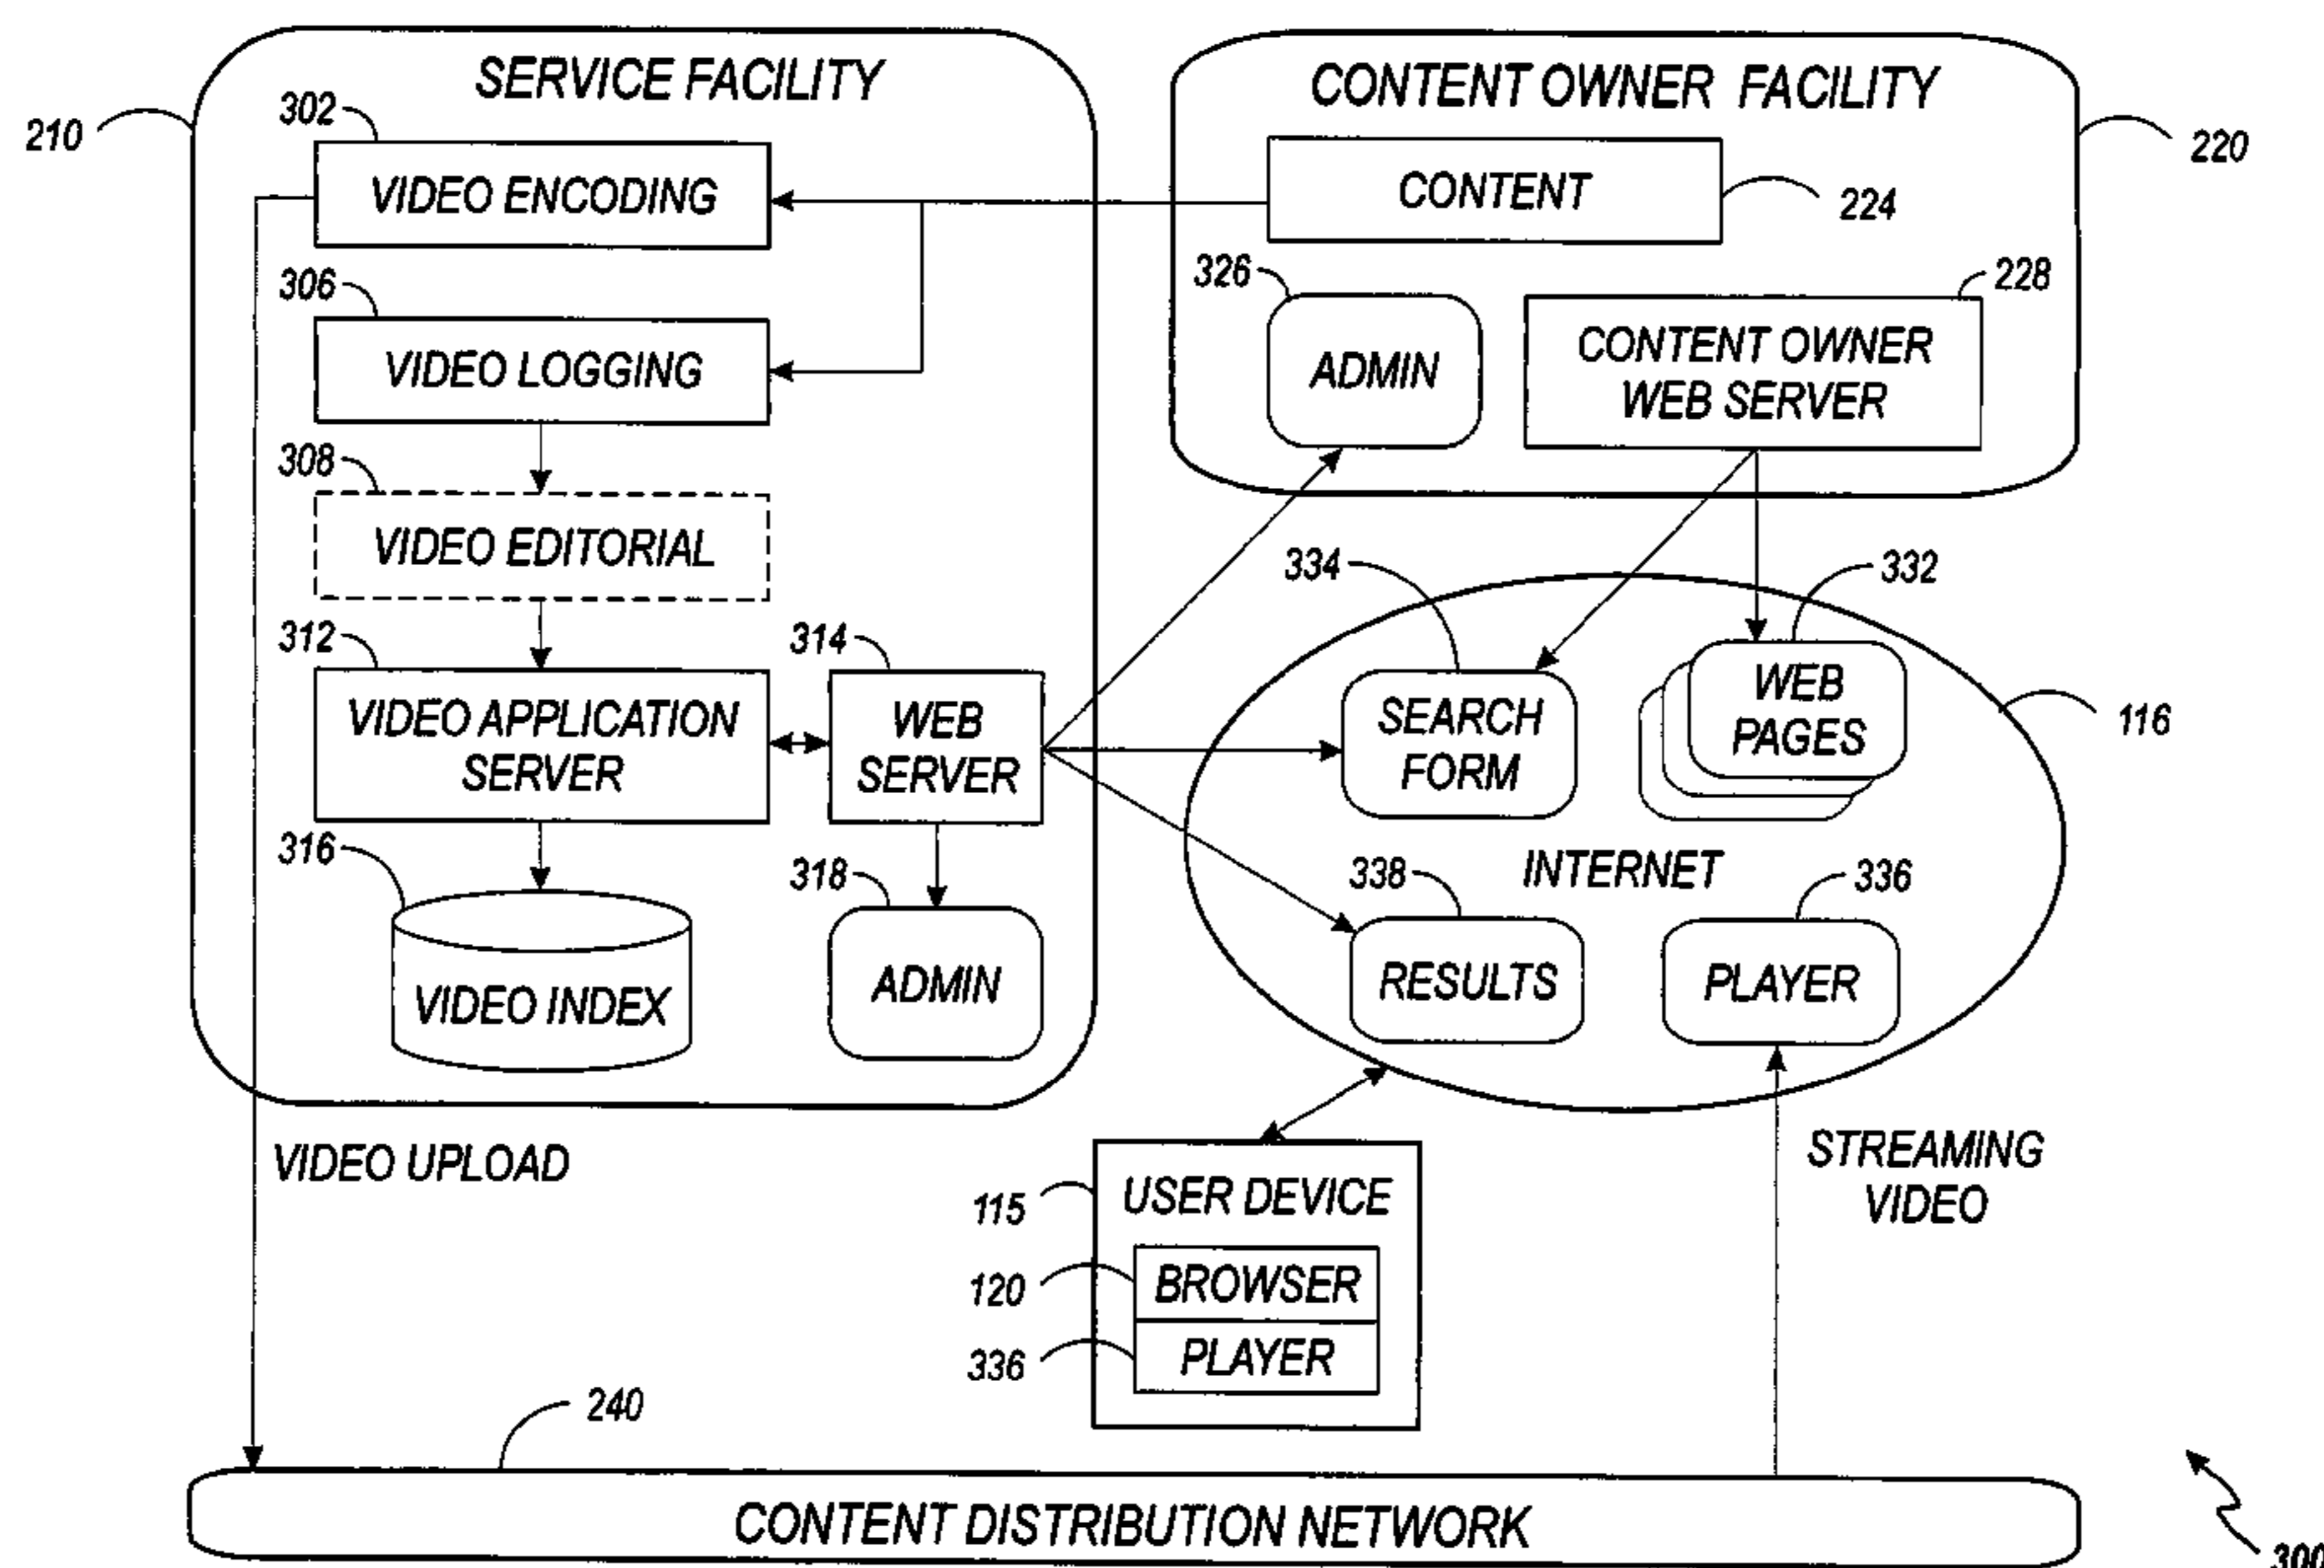 SERVICE FACILITY
210
302
VIDEO ENCODING
306
VIDEO LOGGING
308
VIDEO EDITORIAL
312
VIDEO APPLICATION
SERVER
314
WEB
SERVER
316
VIDEO INDEX
318
ADMIN
CONTENT OWNER FACILITY
220
CONTENT
224
326
ADMIN
228
CONTENT OWNER
WEB SERVER
334
SEARCH
FORM
332
WEB
PAGES
116
INTERNET
338
RESULTS
336
PLAYER
VIDEO UPLOAD
115
USER DEVICE
120
BROWSER
336
PLAYER
STREAMING
VIDEO
240
CONTENT DISTRIBUTION NETWORK
300